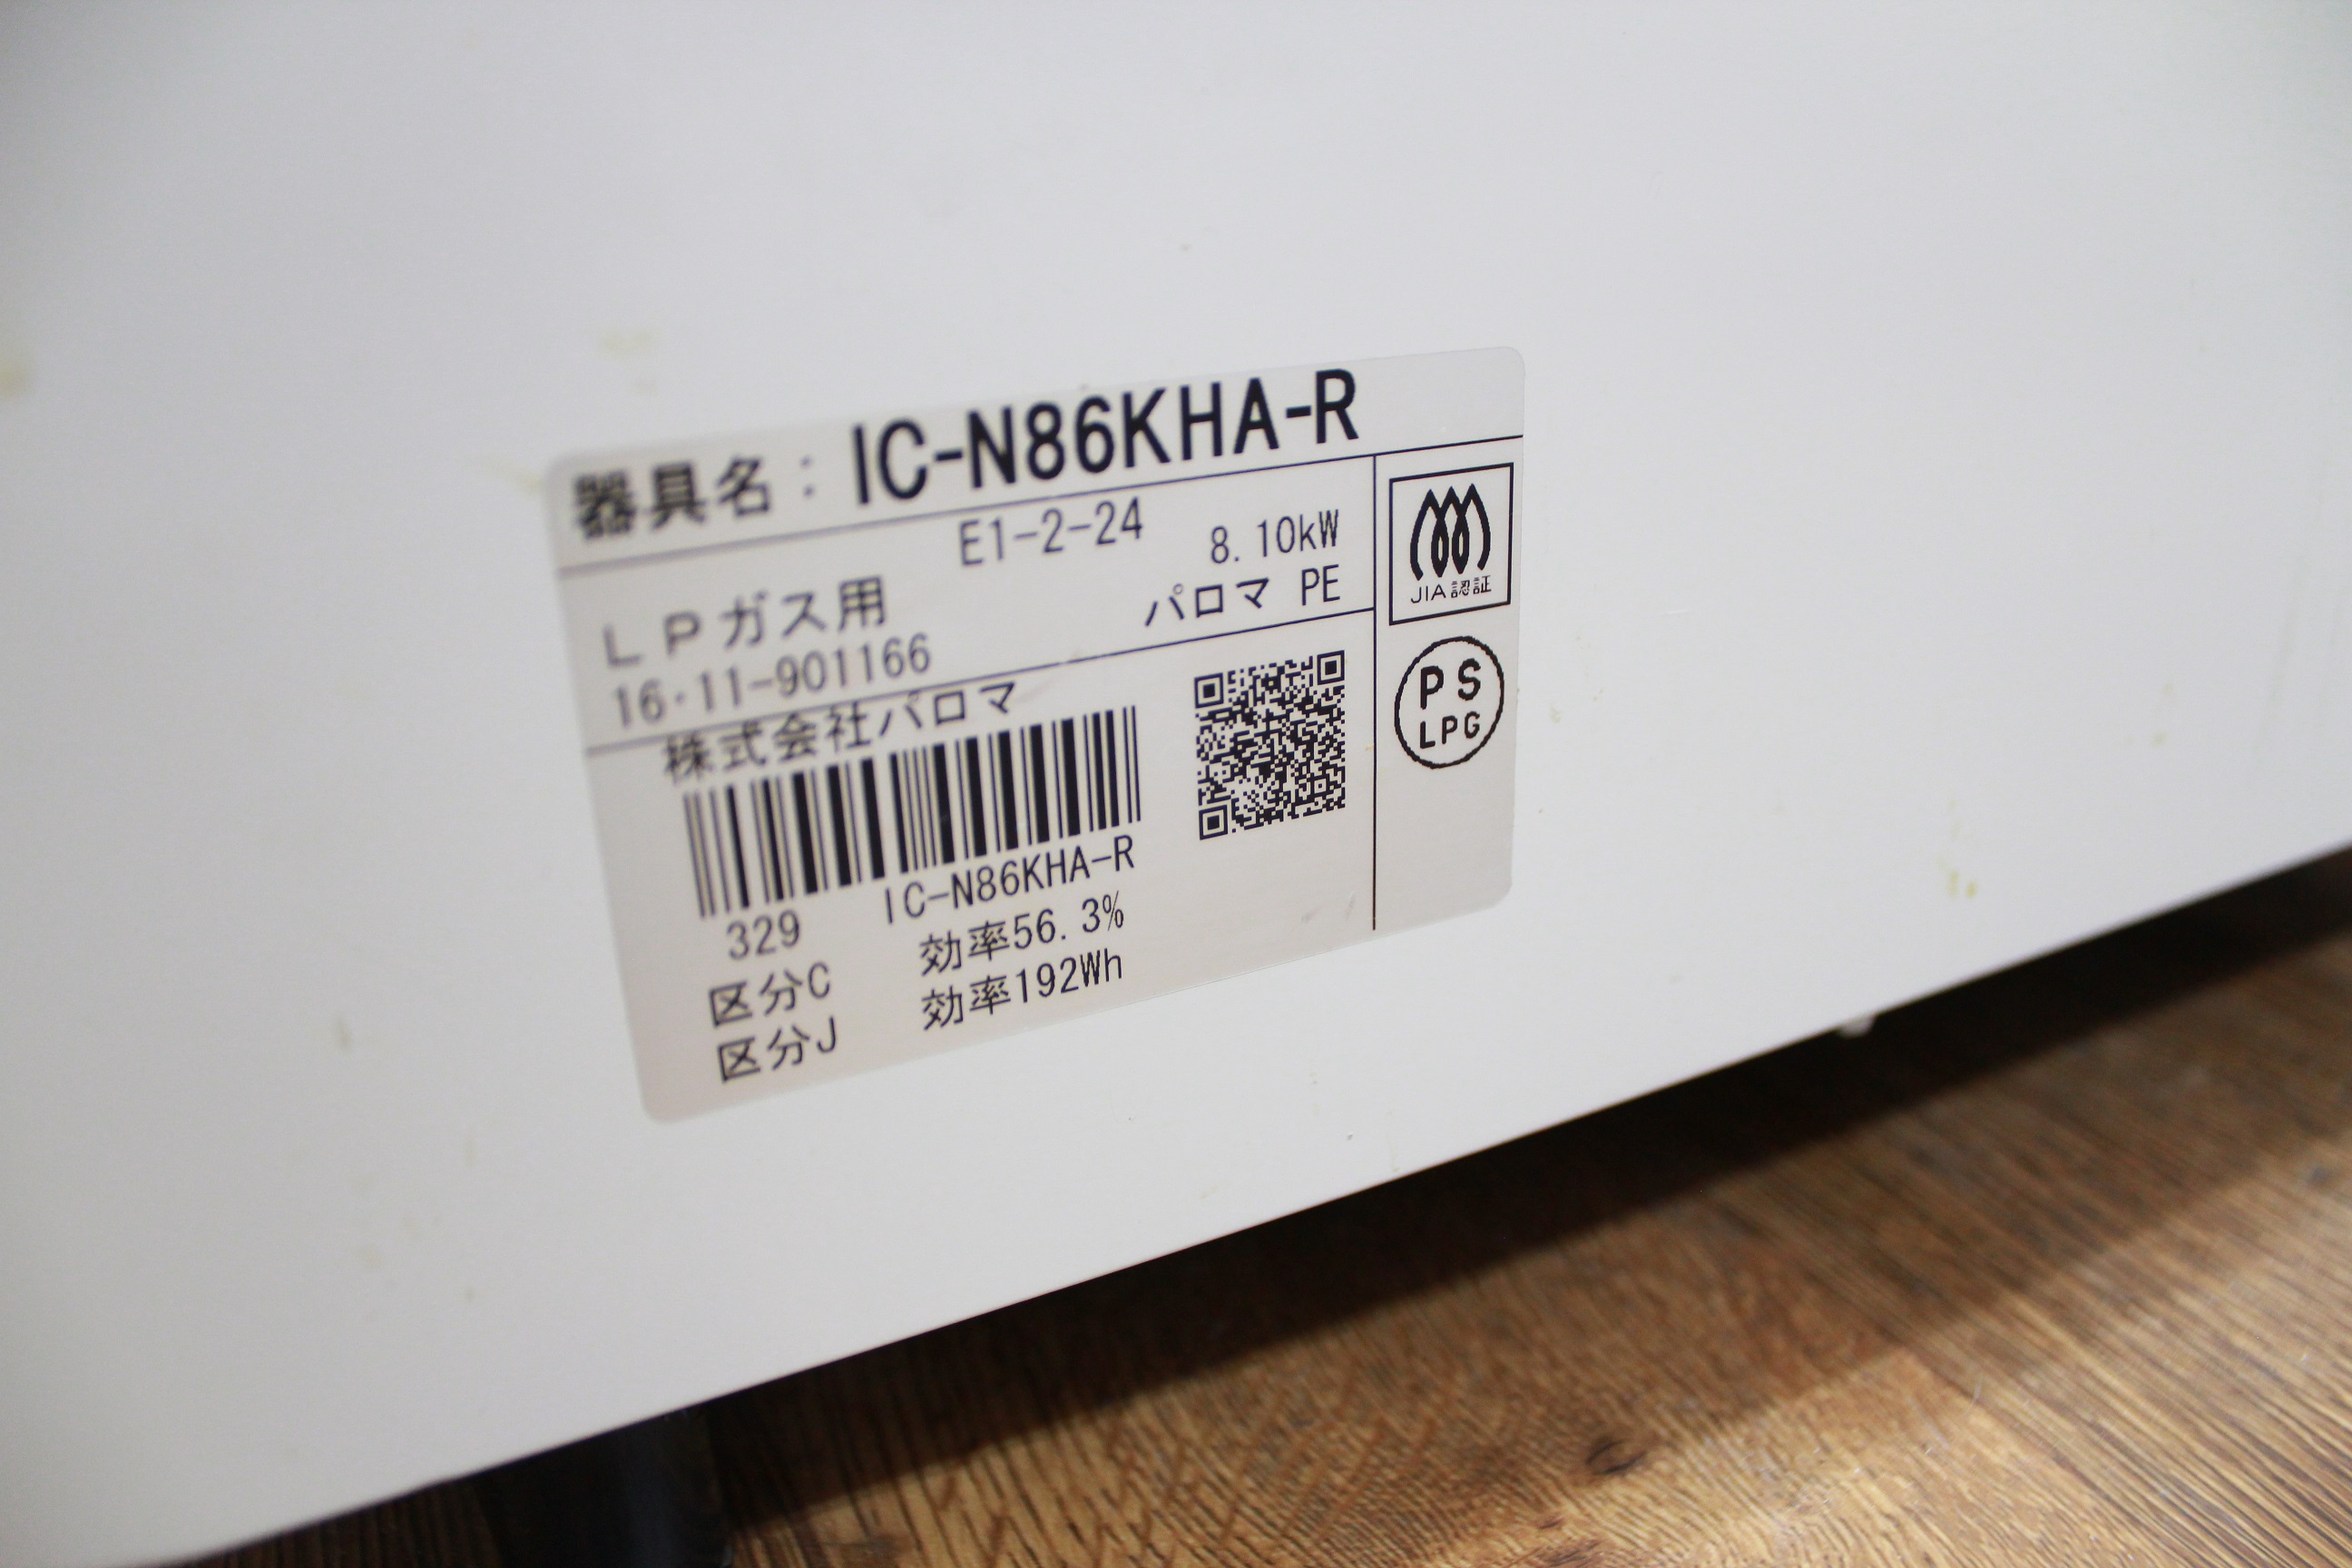 器具名：IC-N86KHA-R
E1-2-24
8.10kW
LPガス用
パロマ PE
16・11-901166
株式会社パロマ
329 IC-N86KHA-R
区分C 効率56.3%
区分J 効率192Wh
JIA認証
PS
LPG